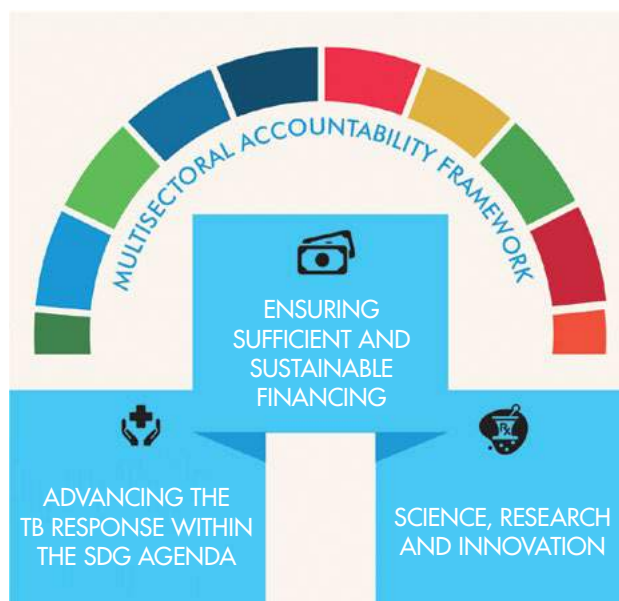 MULTISECTORAL ACCOUNTABILITY FRAMEWORK
ENSURING
SUFFICIENT AND
SUSTAINABLE
FINANCING
ADVANCING THE
TB RESPONSE WITHIN
THE SDG AGENDA
Rx
SCIENCE, RESEARCH
AND INNOVATION